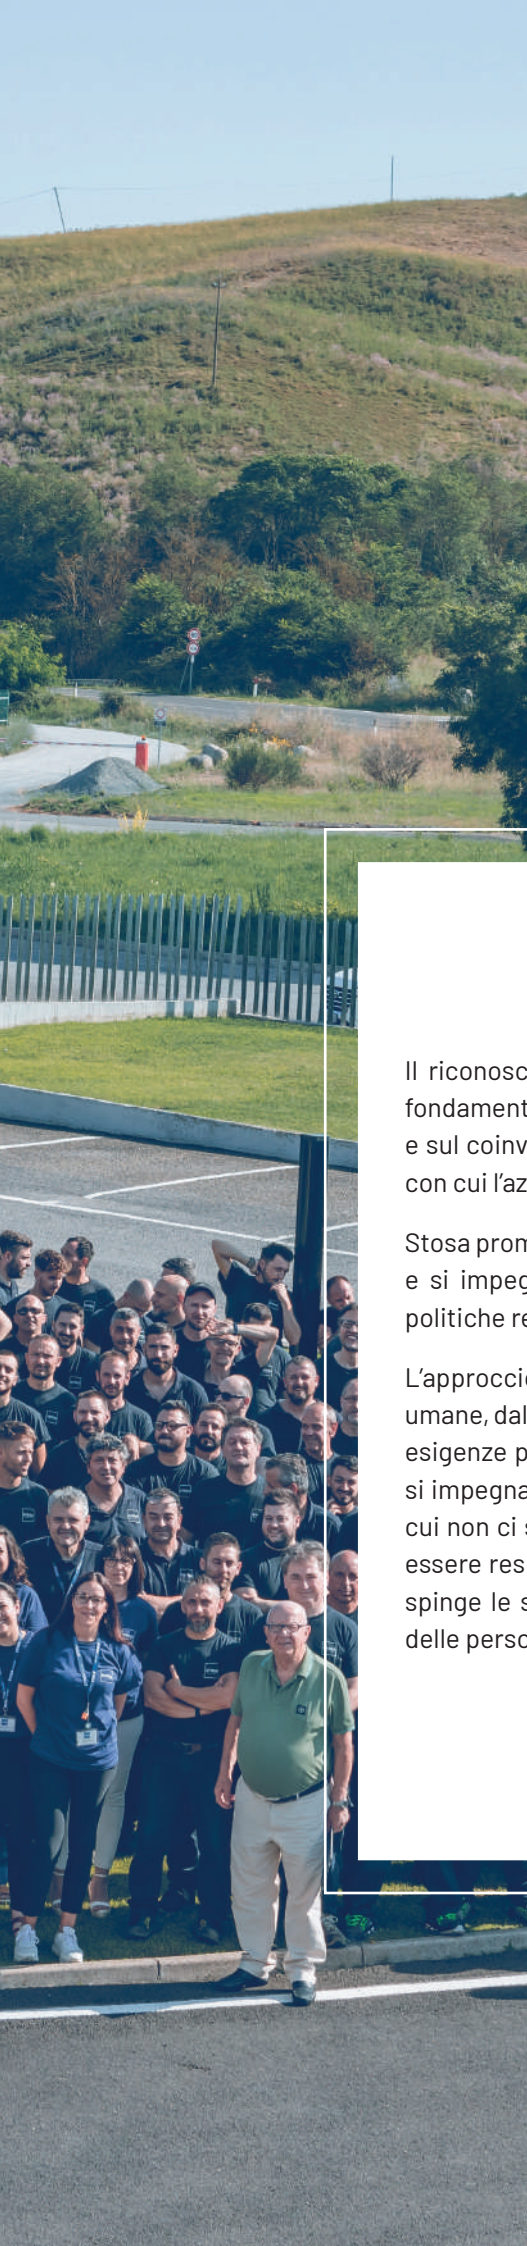 Il riconosc
fondament
e sul coinv
con cui l'az
Stosa prom
e si impeg
politiche re
L'approccio
umane, dal
esigenze p
si impegna
cui non ci s
essere res
spinge le s
delle perso